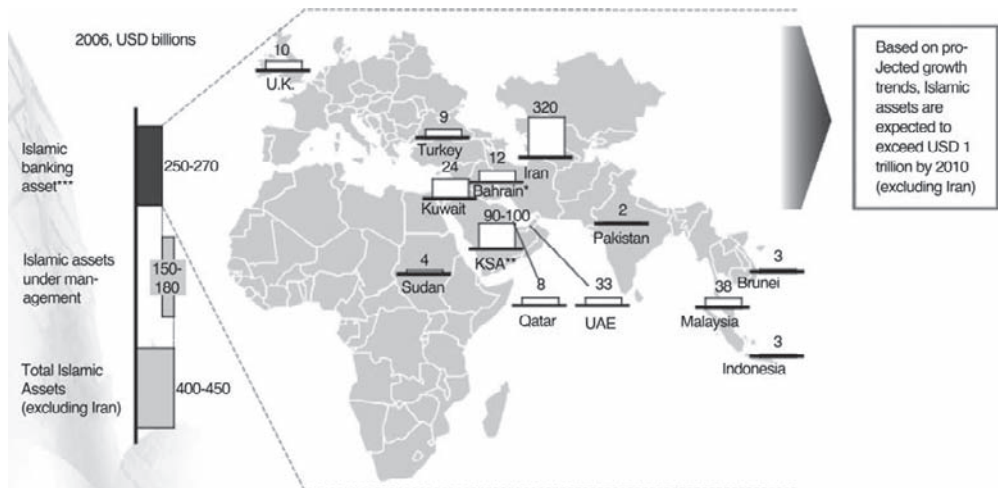 2006, USD billions
Islamic
banking
asset***
250-270
Islamic assets
under man-
agement
150-
180
Total Islamic
Assets
(excluding Iran)
400-450
10
U.K.
9
Turkey
320
Iran
12
Bahrain*
24
Kuwait
90-100
KSA**
4
Sudan
8
Qatar
33
UAE
2
Pakistan
3
Brunei
38
Malaysia
3
Indonesia
Based on pro-
Jected growth
trends, Islamic
assets are
expected to
exceed USD 1
trillion by 2010
(excluding Iran)